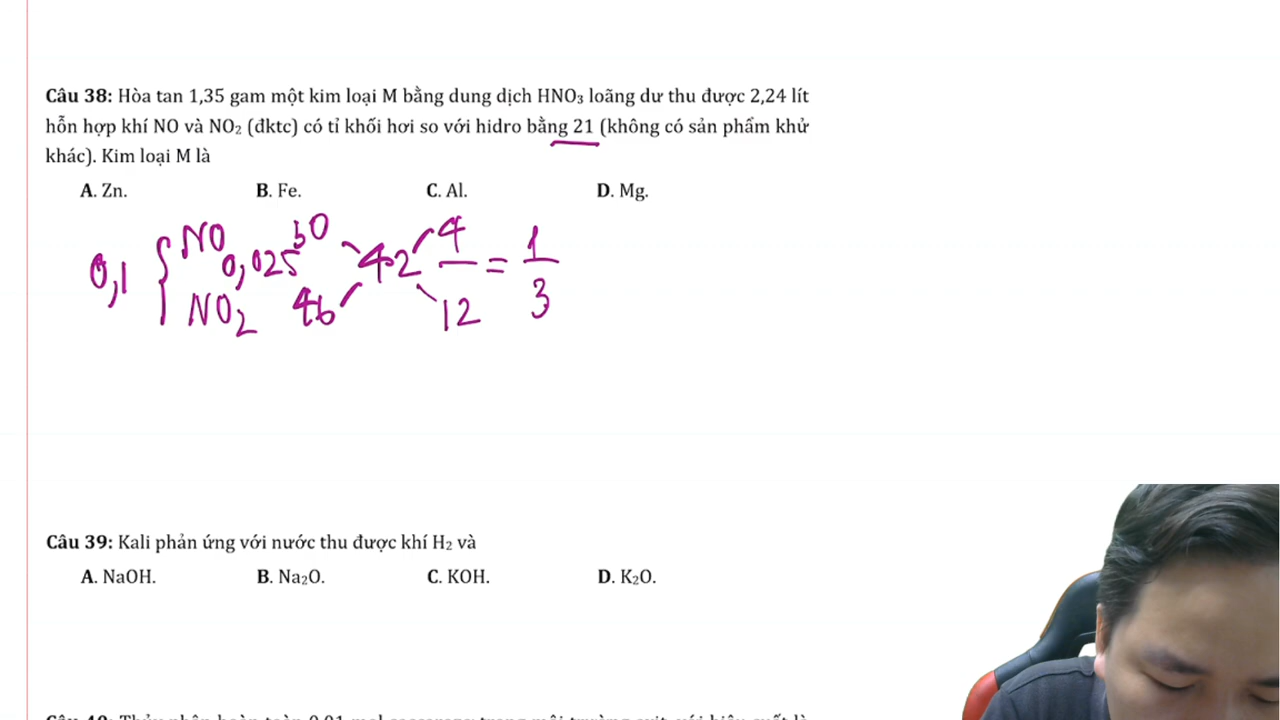 Câu 38: Hòa tan 1,35 gam một kim loại M bằng dung dịch HNO₃ loãng dư thu được 2,24 lít
hỗn hợp khí NO và NO₂ (đktc) có tỉ khối hơi so với hidro bằng 21 (không có sản phẩm khử
khác). Kim loại M là
A. Zn. B. Fe. C. Al. D. Mg.
0,1 { NO 0,025 30 42 4/12 = 1/3
NO₂ 46
Câu 39: Kali phản ứng với nước thu được khí H₂ và
A. NaOH. B. Na₂O. C. KOH. D. K₂O.